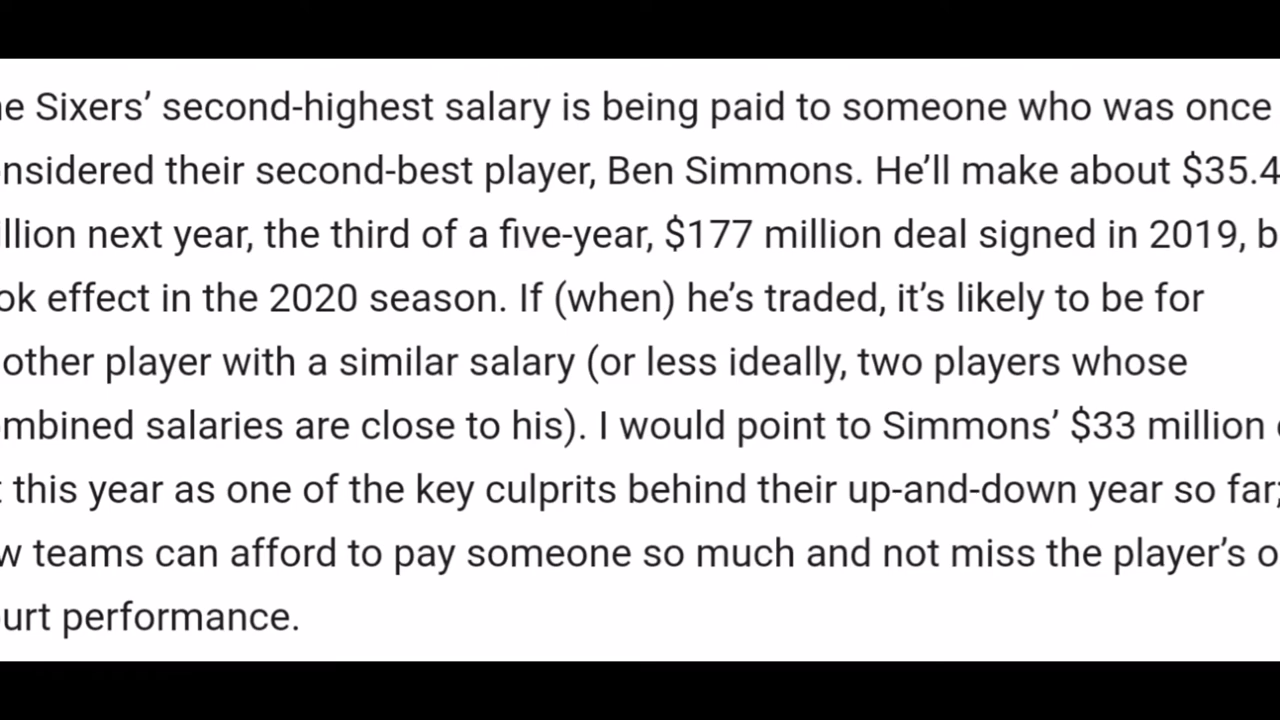 he Sixers’ second-highest salary is being paid to someone who was once
onsidered their second-best player, Ben Simmons. He’ll make about $35.4
illion next year, the third of a five-year, $177 million deal signed in 2019, b
ok effect in the 2020 season. If (when) he’s traded, it’s likely to be for
other player with a similar salary (or less ideally, two players whose
ombined salaries are close to his). I would point to Simmons’ $33 million
this year as one of the key culprits behind their up-and-down year so far;
w teams can afford to pay someone so much and not miss the player’s o
ourt performance.